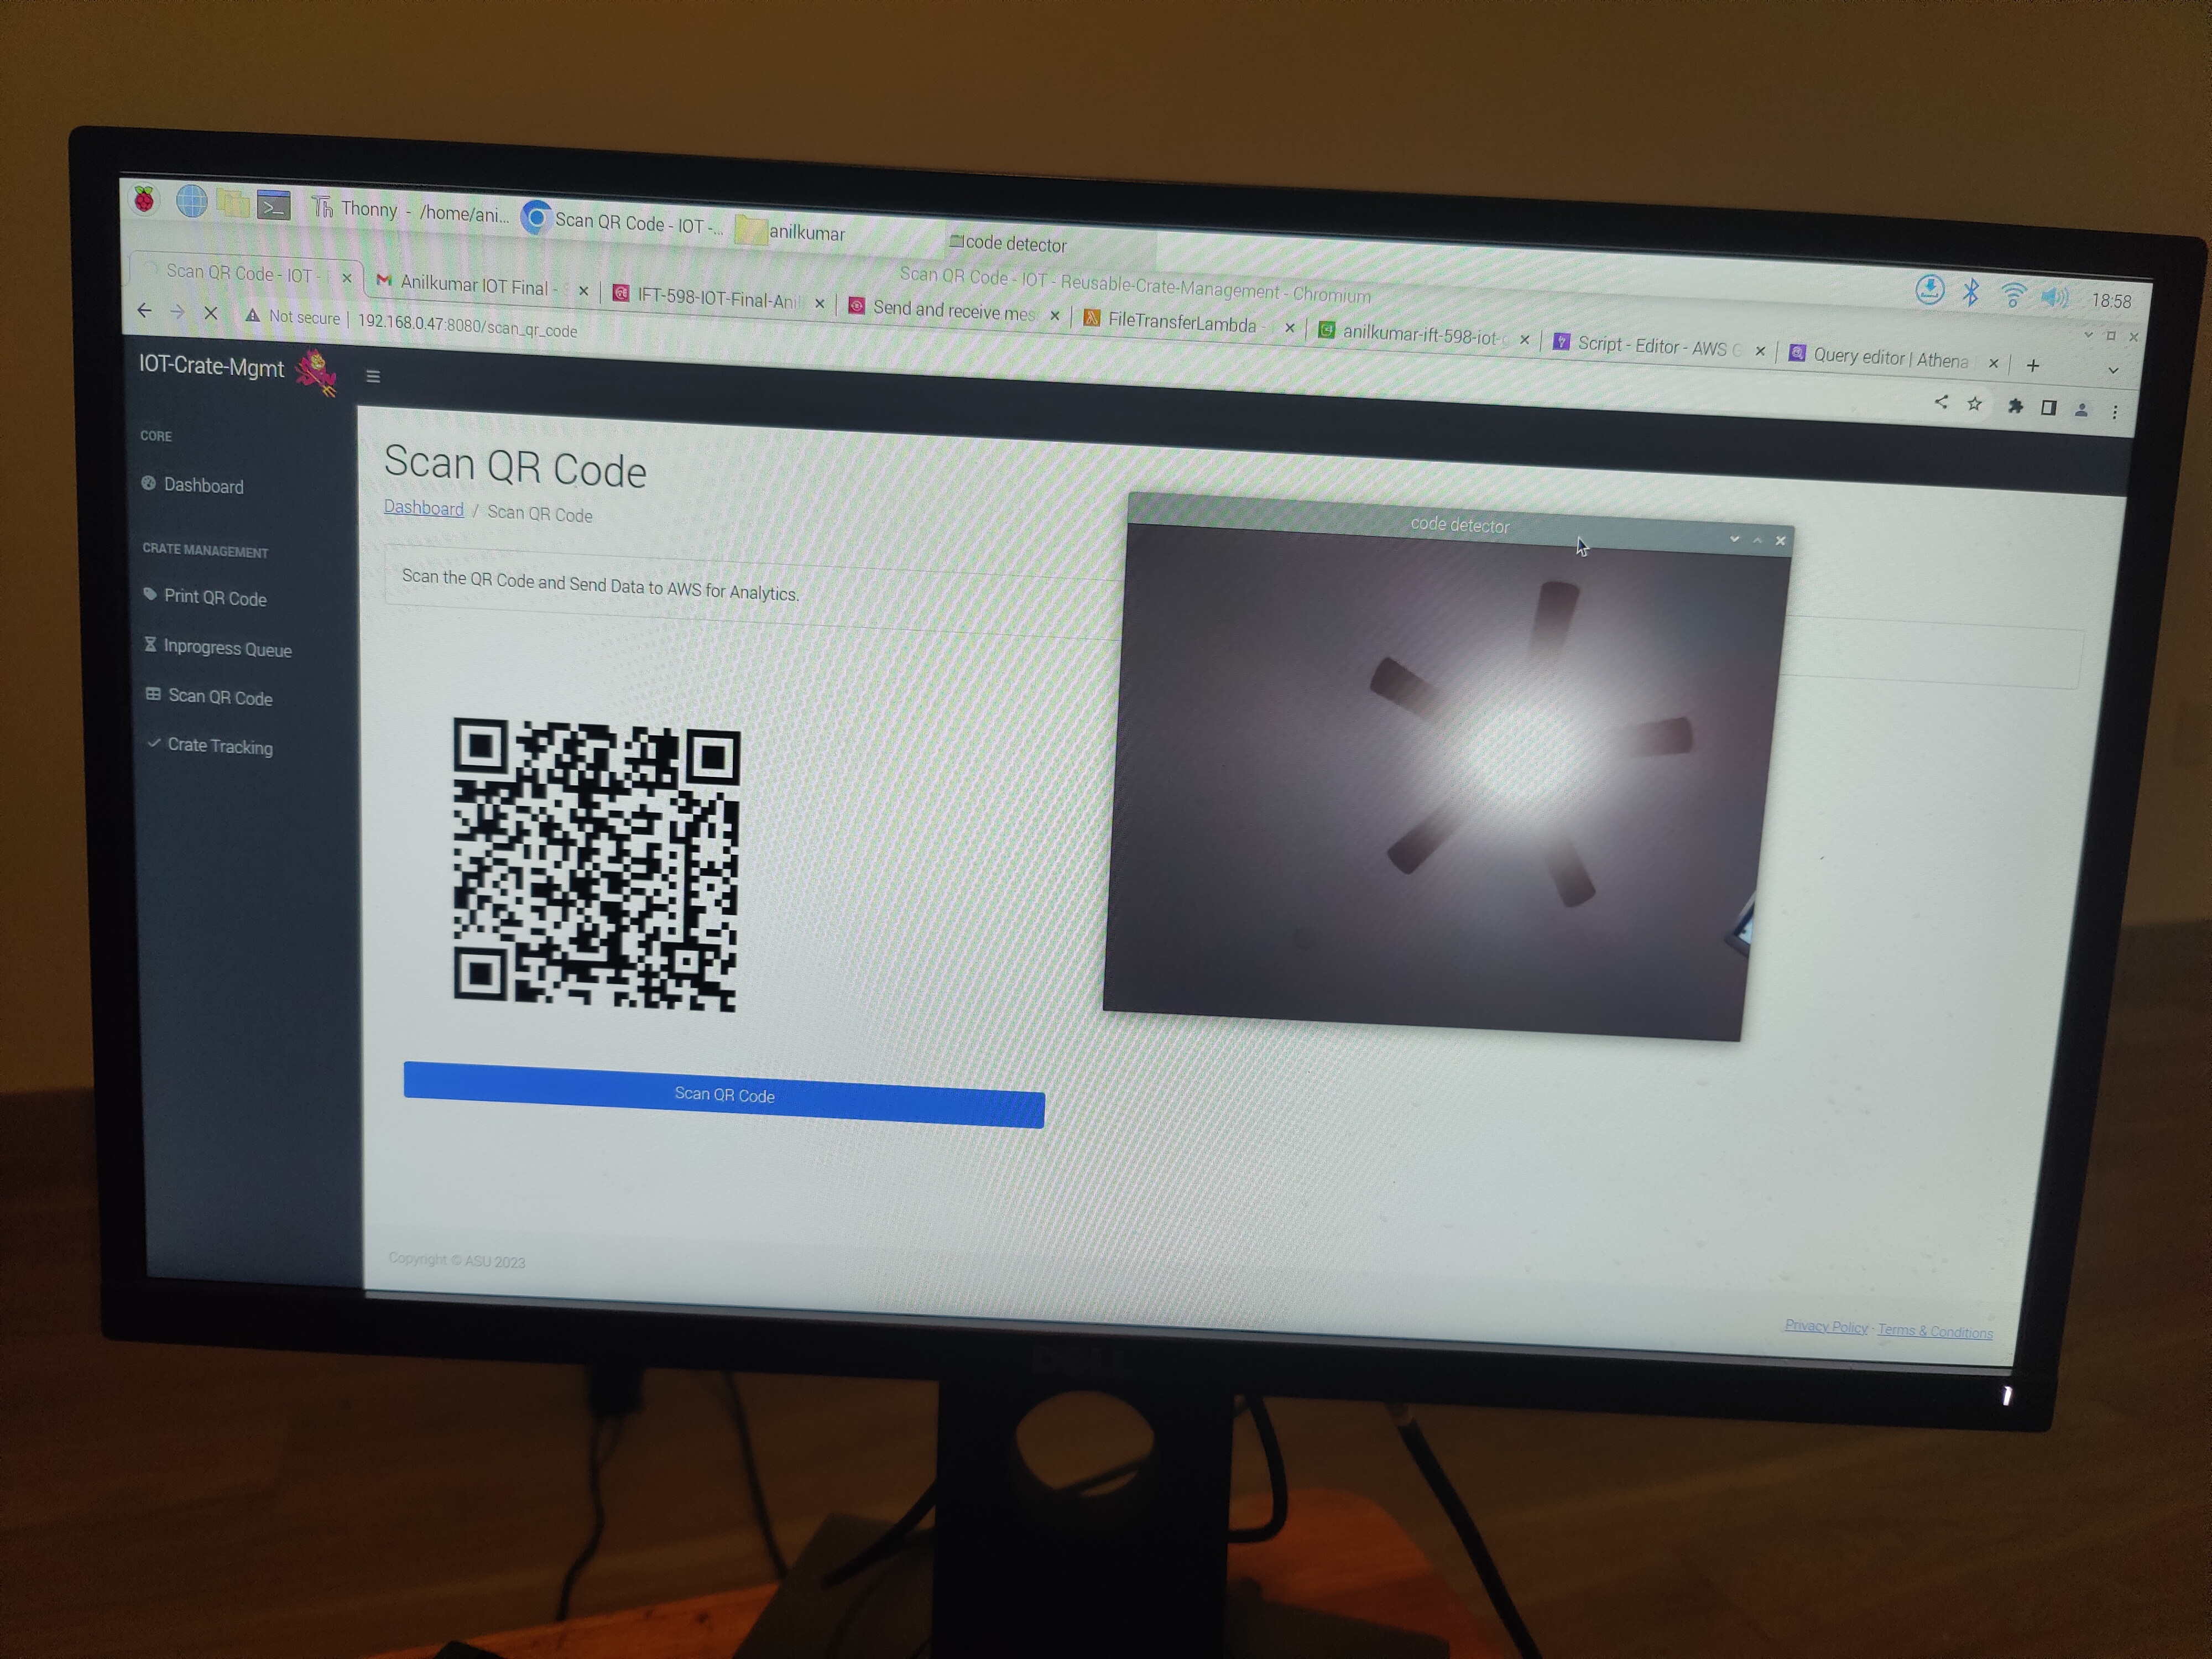 Thonny - /home/ani...
Scan QR Code - IOT -...
anilkumar
code detector
18:58
Scan QR Code - IOT - Reusable-Crate-Management - Chromium
Scan QR Code - IOT -
Anilkumar IOT Final -
IFT-598-IOT-Final-Anil
Send and receive mes
FileTransferLambda -
anilkumar-ift-598-iot-c
Script - Editor - AWS G
Query editor | Athena
Not secure | 192.168.0.47:8080/scan_qr_code
IOT-Crate-Mgmt
CORE
Dashboard
CRATE MANAGEMENT
Print QR Code
Inprogress Queue
Scan QR Code
Crate Tracking
Scan QR Code
Dashboard / Scan QR Code
Scan the QR Code and Send Data to AWS for Analytics.
code detector
Scan QR Code
Copyright © ASU 2023
Privacy Policy · Terms & Conditions
DELL